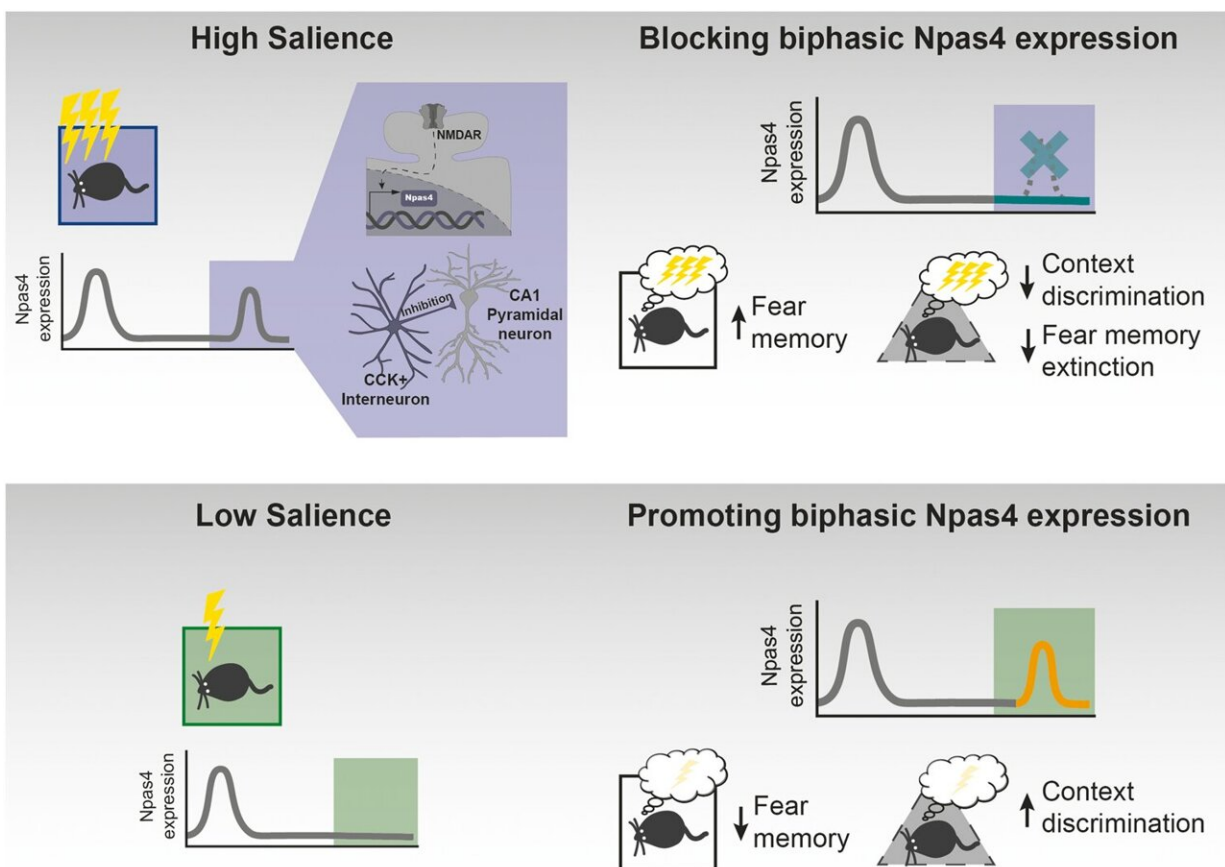 High Salience
NMDAR
Npas4
Npas4
expression
Inhibition
CA1
Pyramidal
neuron
CCK+
Interneuron
Blocking biphasic Npas4 expression
Npas4
expression
Fear
memory
Context
discrimination
Fear memory
extinction
Low Salience
Npas4
expression
Promoting biphasic Npas4 expression
Npas4
expression
Fear
memory
Context
discrimination